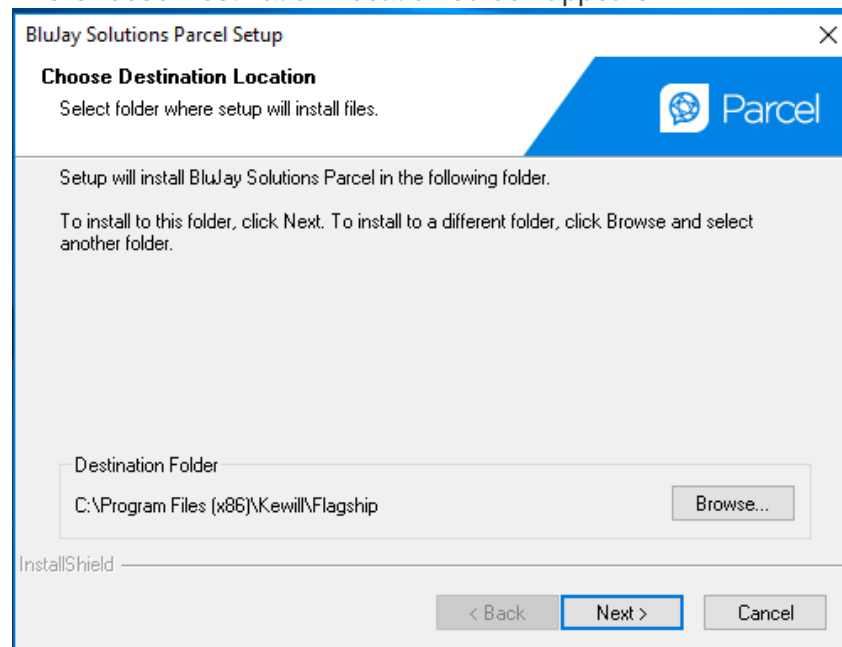 BluJay Solutions Parcel Setup
Choose Destination Location
Select folder where setup will install files.
Parcel
Setup will install BluJay Solutions Parcel in the following folder.
To install to this folder, click Next. To install to a different folder, click Browse and select
another folder.
Destination Folder
C:\Program Files (x86)\Kewill\Flagship
Browse...
InstallShield
< Back
Next >
Cancel